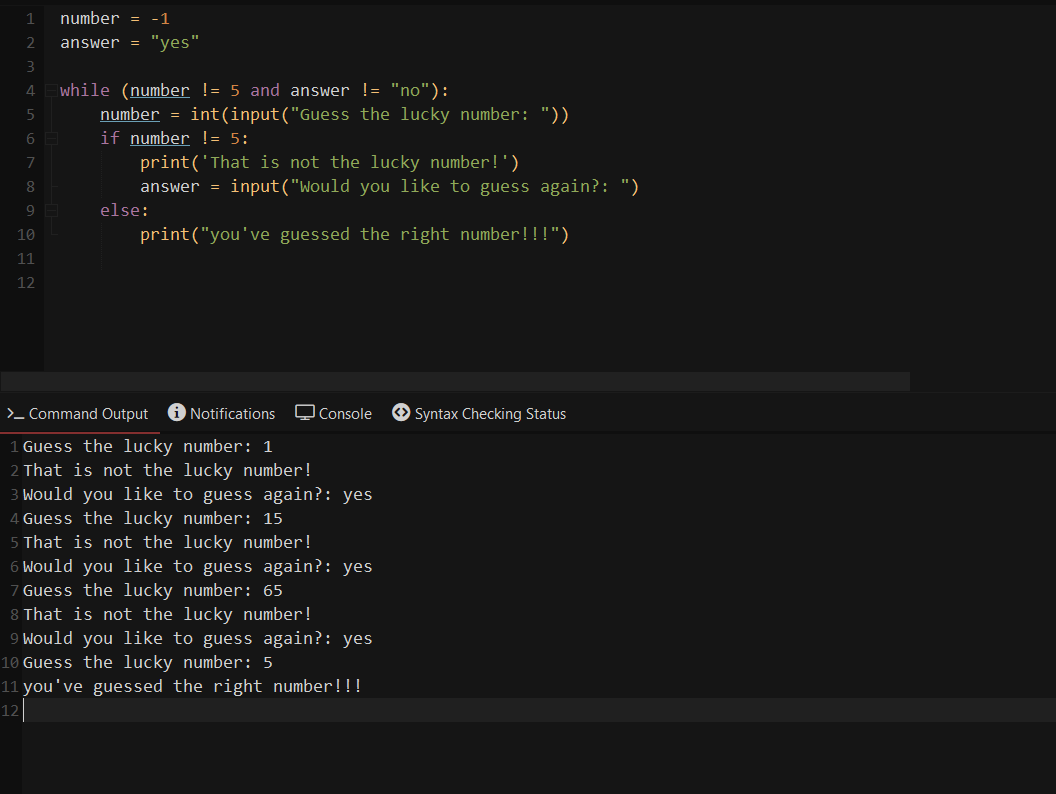 1 number = -1
2 answer = "yes"
3
4 while (number != 5 and answer != "no"):
5     number = int(input("Guess the lucky number: "))
6     if number != 5:
7         print('That is not the lucky number!')
8         answer = input("Would you like to guess again?: ")
9     else:
10         print("you've guessed the right number!!!")
11
12
>_ Command Output Notifications Console Syntax Checking Status
1 Guess the lucky number: 1
2 That is not the lucky number!
3 Would you like to guess again?: yes
4 Guess the lucky number: 15
5 That is not the lucky number!
6 Would you like to guess again?: yes
7 Guess the lucky number: 65
8 That is not the lucky number!
9 Would you like to guess again?: yes
10 Guess the lucky number: 5
11 you've guessed the right number!!!
12